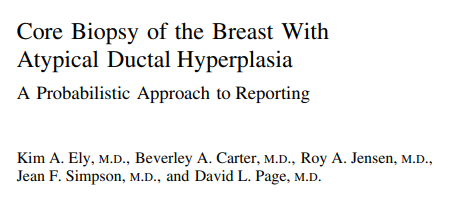 Core Biopsy of the Breast With
Atypical Ductal Hyperplasia
A Probabilistic Approach to Reporting
Kim A. Ely, M.D., Beverley A. Carter, M.D., Roy A. Jensen, M.D.,
Jean F. Simpson, M.D., and David L. Page, M.D.